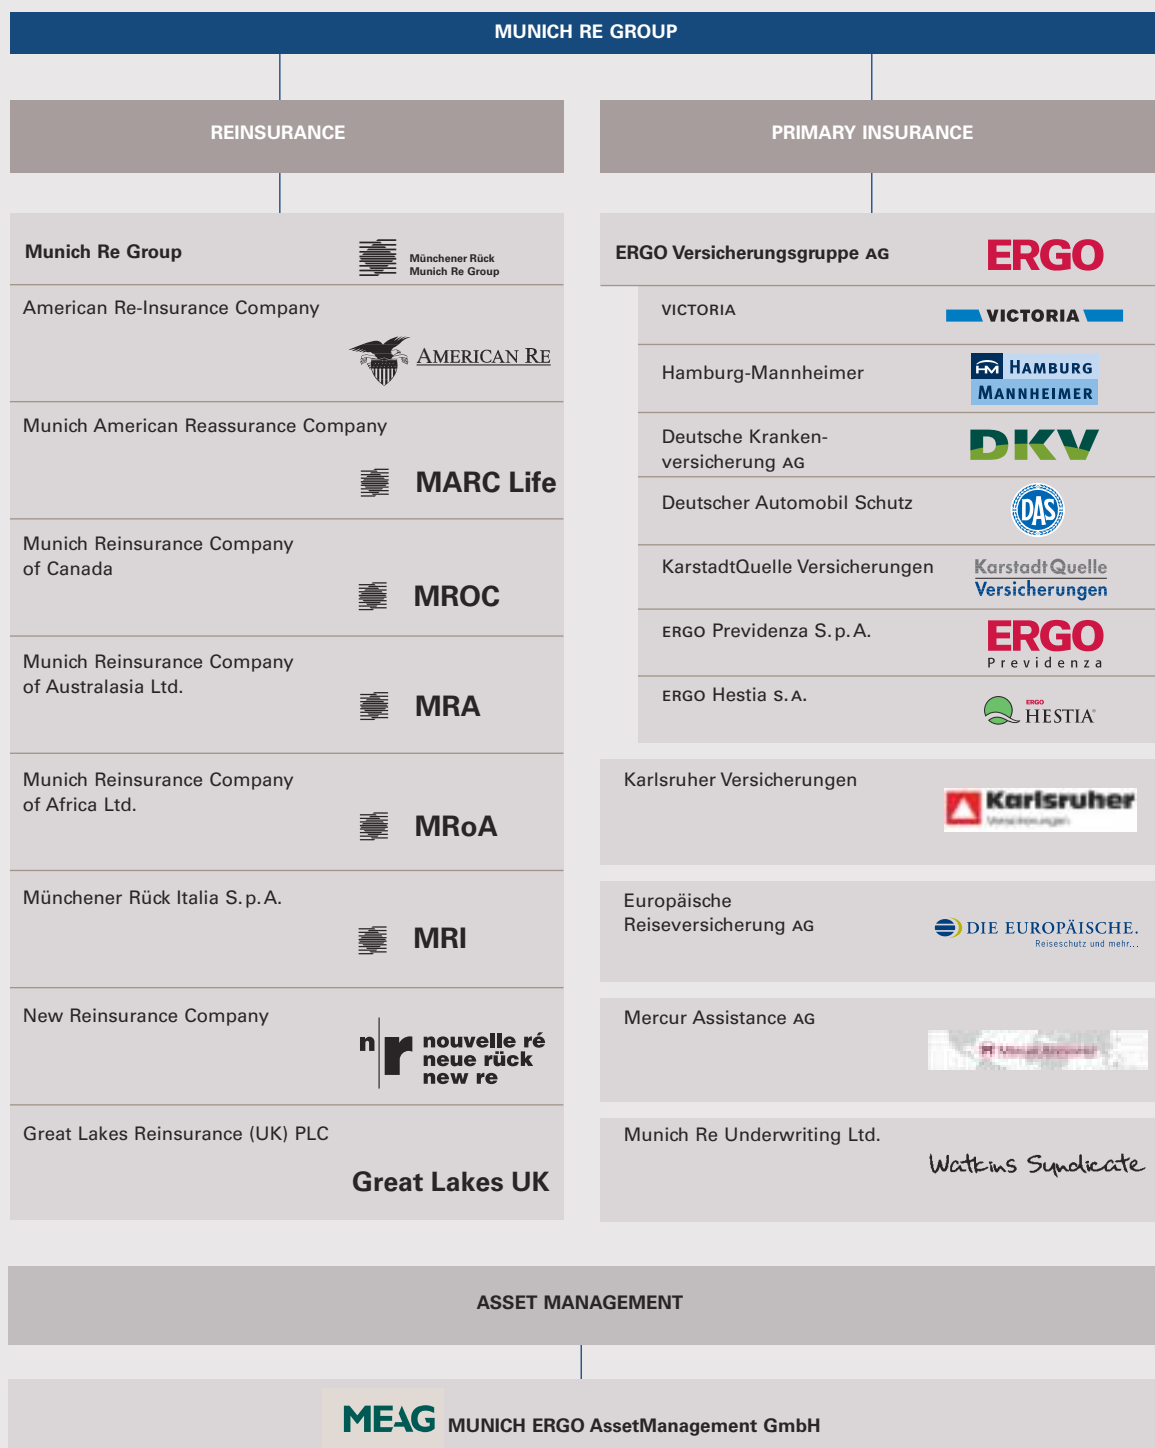 MUNICH RE GROUP
REINSURANCE
Munich Re Group
Münchener Rück
Munich Re Group
American Re-Insurance Company
AMERICAN RE
Munich American Reassurance Company
MARC Life
Munich Reinsurance Company
of Canada
MROC
Munich Reinsurance Company
of Australasia Ltd.
MRA
Munich Reinsurance Company
of Africa Ltd.
MRoA
Münchener Rück Italia S.p.A.
MRI
New Reinsurance Company
nr
nouvelle ré
neue rück
new re
Great Lakes Reinsurance (UK) PLC
Great Lakes UK
PRIMARY INSURANCE
ERGO Versicherungsgruppe AG
ERGO
VICTORIA
VICTORIA
Hamburg-Mannheimer
HM HAMBURG
MANNHEIMER
Deutsche Kranken-
versicherung AG
DKV
Deutscher Automobil Schutz
DAS
KarstadtQuelle Versicherungen
KarstadtQuelle
Versicherungen
ERGO Previdenza S.p.A.
ERGO
Previdenza
ERGO Hestia S.A.
ERGO
HESTIA®
Karlsruher Versicherungen
Karlsruher
Versicherungen
Europäische
Reiseversicherung AG
DIE EUROPÄISCHE.
Reiseschutz und mehr...
Mercur Assistance AG
Munich Re Underwriting Ltd.
Watkins Syndicate
ASSET MANAGEMENT
MEAG MUNICH ERGO AssetManagement GmbH